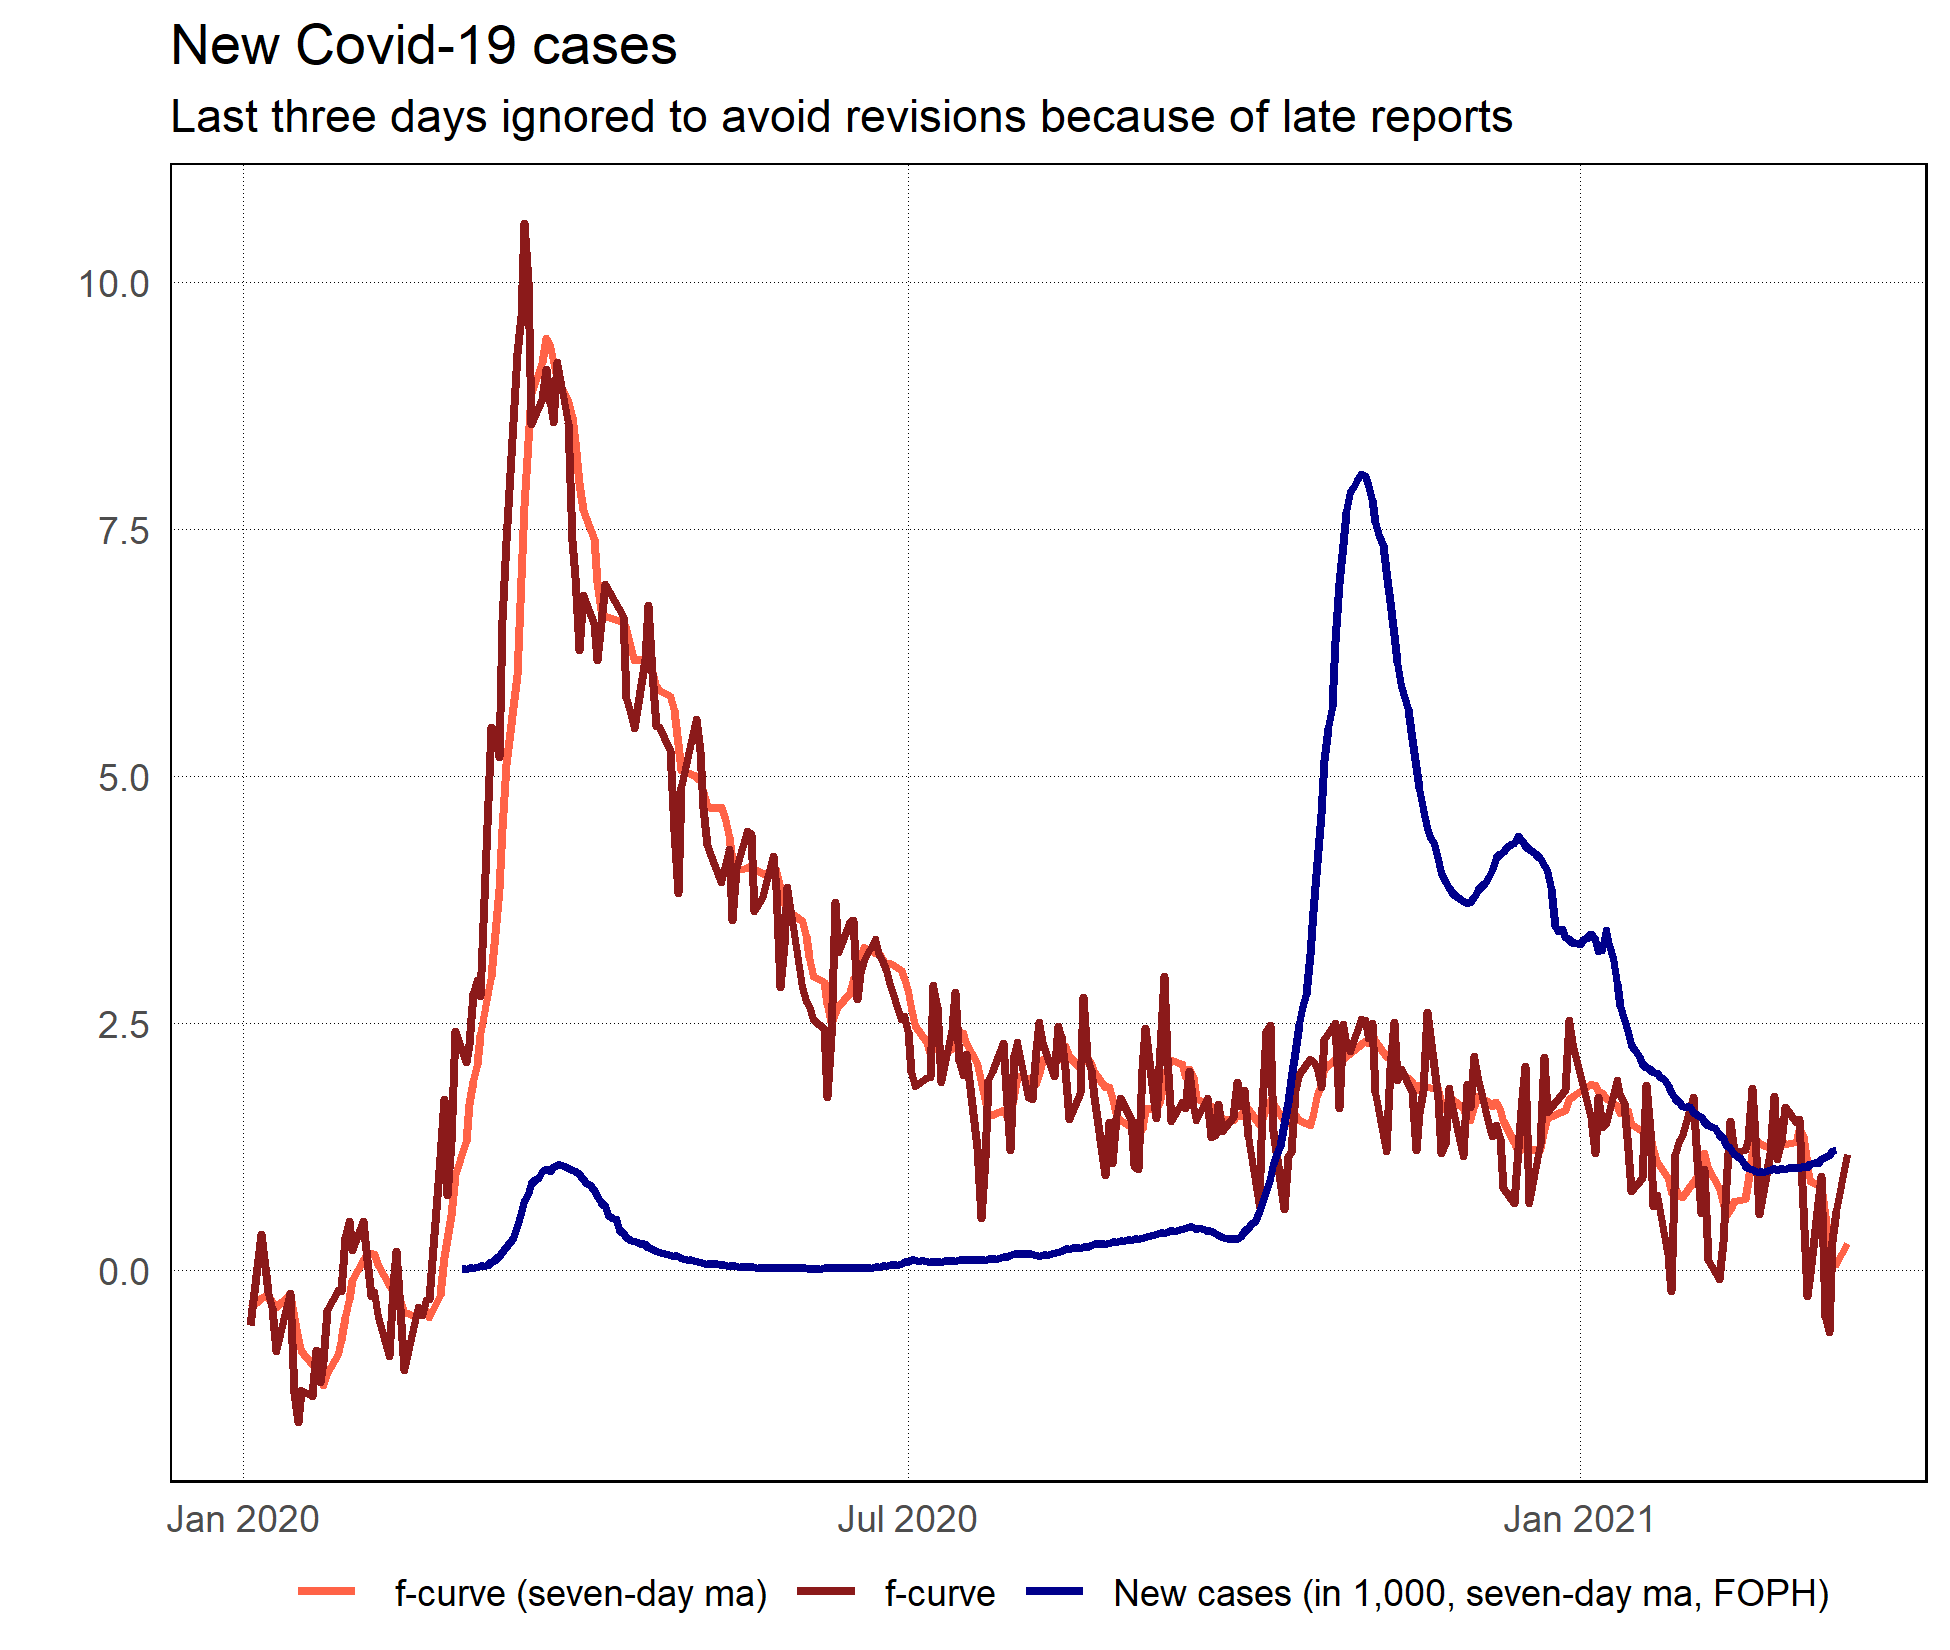 New Covid-19 cases
Last three days ignored to avoid revisions because of late reports
10.0
7.5
5.0
2.5
0.0
Jan 2020 Jul 2020 Jan 2021
f-curve (seven-day ma) f-curve New cases (in 1,000, seven-day ma, FOPH)